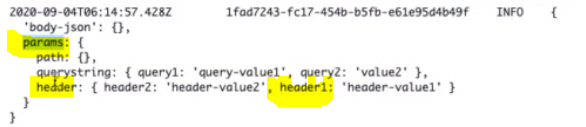 2020-09-04T06:14:57.428Z 1fad7243-fc17-454b-b5fb-e61e95d4b49f INFO {
'body-json': {},
params: {
path: {},
querystring: { query1: 'query-value1', query2: 'value2' },
header: { header2: 'header-value2', header1: 'header-value1' }
}
}